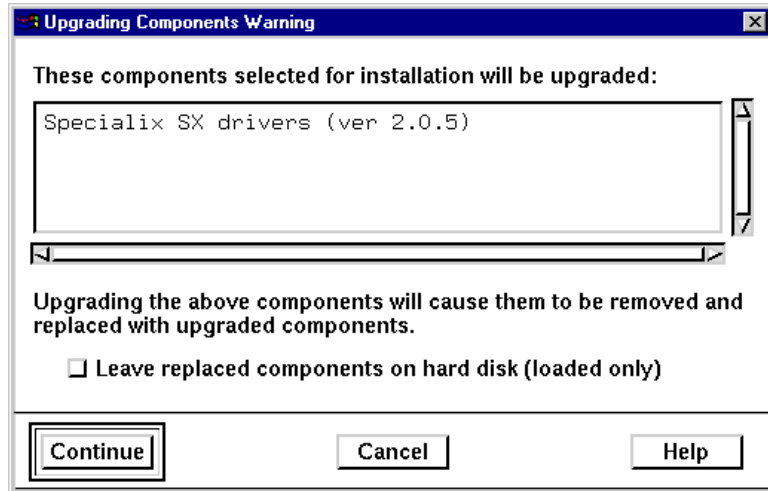 Upgrading Components Warning
These components selected for installation will be upgraded:
Specialix SX drivers (ver 2.0.5)
Upgrading the above components will cause them to be removed and
replaced with upgraded components.
Leave replaced components on hard disk (loaded only)
Continue Cancel Help